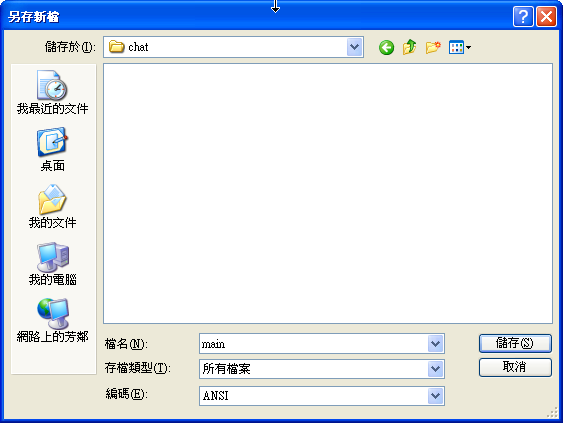 另存新檔
儲存於(I):
chat
我最近的文件
桌面
我的文件
我的電腦
網路上的芳鄰
檔名(N):
main
儲存(S)
存檔類型(T):
所有檔案
取消
編碼(E):
ANSI